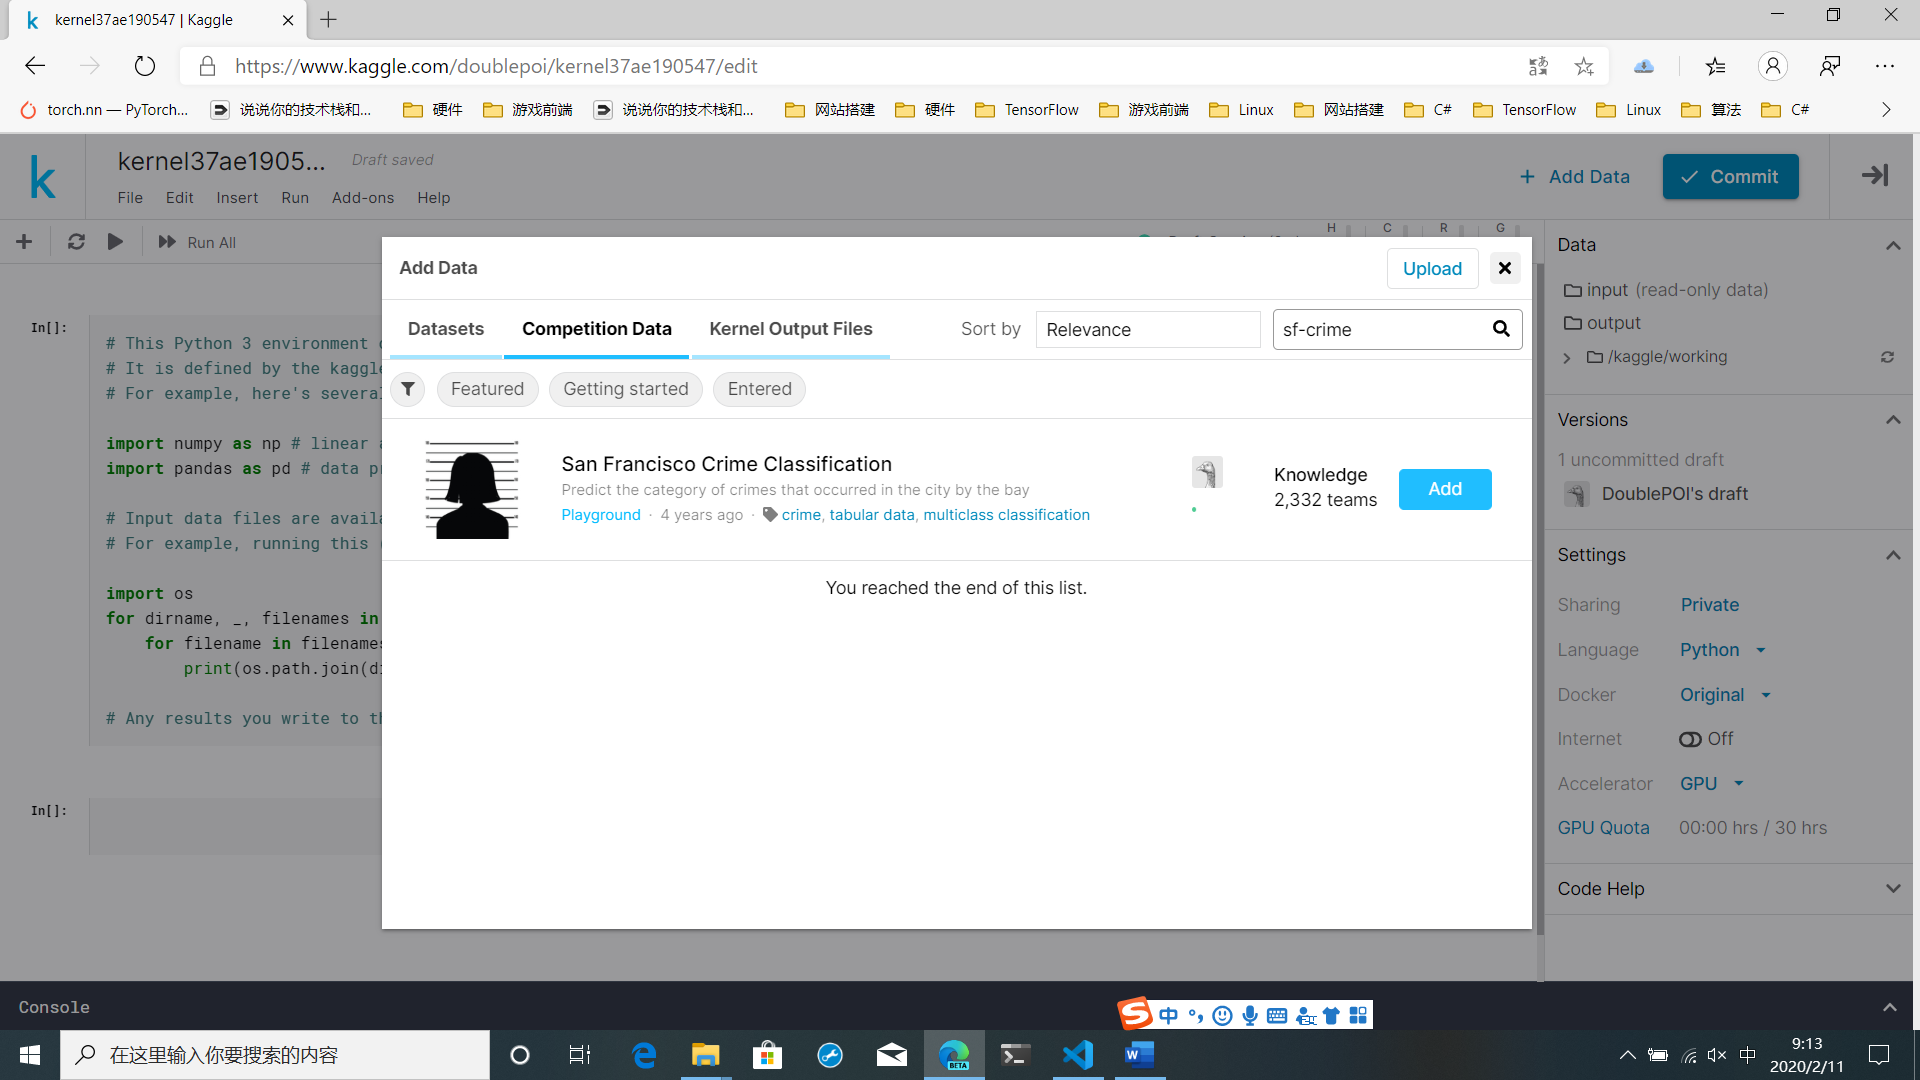 kernel37ae190547 | Kaggle
https://www.kaggle.com/doublepoi/kernel37ae190547/edit
torch.nn — PyTorch...
说说你的技术栈和...
硬件
游戏前端
说说你的技术栈和...
网站搭建
硬件
TensorFlow
游戏前端
Linux
网站搭建
C#
TensorFlow
Linux
算法
C#
k
kernel37ae1905...
Draft saved
File Edit Insert Run Add-ons Help
+ Add Data
Commit
Run All
H C R G
Add Data
Upload
Datasets
Competition Data
Kernel Output Files
Sort by
Relevance
sf-crime
Featured
Getting started
Entered
San Francisco Crime Classification
Predict the category of crimes that occurred in the city by the bay
Playground · 4 years ago · crime, tabular data, multiclass classification
Knowledge
2,332 teams
Add
You reached the end of this list.
In[]:
# This Python 3 environment
# It is defined by the kaggle
# For example, here's several
import numpy as np # linear
import pandas as pd # data
# Input data files are
# For example, running this
import os
for dirname, _, filenames in
for filename in filenames
print(os.path.join(
# Any results you write to
In[]:
Data
input (read-only data)
output
/kaggle/working
Versions
1 uncommitted draft
DoublePOI's draft
Settings
Sharing Private
Language Python
Docker Original
Internet Off
Accelerator GPU
GPU Quota 00:00 hrs / 30 hrs
Code Help
Console
S 中
在这里输入你要搜索的内容
BETA
中
9:13
2020/2/11